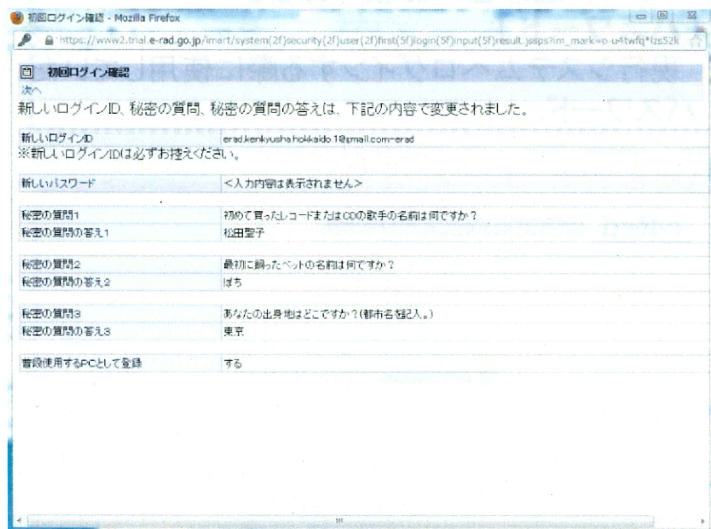 初回ログイン確認 - Mozilla Firefox
https://www2.trial.e-rad.go.jp/imart/system(2f)security(2f)user(2f)first(5f)login(5f)input(5f)result.jssps?im_mark=o-u4twfq*lzs52k
初回ログイン確認
次へ
新しいログインID、秘密の質問、秘密の質問の答えは、下記の内容で変更されました。
新しいログインID erad.kenkyusha.hokkaido.1@gmail.com-erad
※新しいログインIDは必ずお控えください。
新しいパスワード <入力内容は表示されません>
秘密の質問1 初めて買ったレコードまたはCDの歌手の名前は何ですか?
秘密の質問の答え1 松田聖子
秘密の質問2 最初に飼ったペットの名前は何ですか?
秘密の質問の答え2 ぽち
秘密の質問3 あなたの出身地はどこですか?(都市名を記入。)
秘密の質問の答え3 東京
普段使用するPCとして登録 する